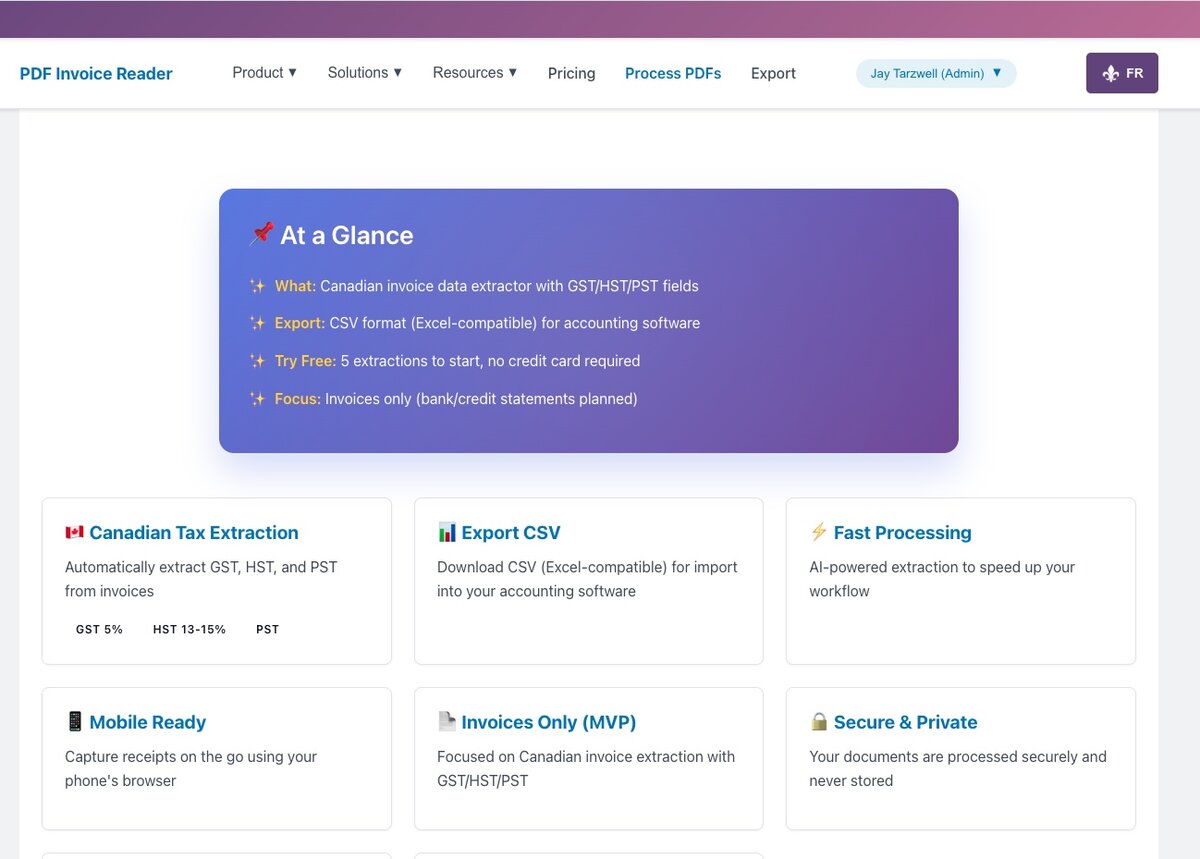 PDF Invoice Reader
Product ▼
Solutions ▼
Resources ▼
Pricing
Process PDFs
Export
Jay Tarzwell (Admin) ▼
⚜ FR
📌 At a Glance
✨ What: Canadian invoice data extractor with GST/HST/PST fields
✨ Export: CSV format (Excel-compatible) for accounting software
✨ Try Free: 5 extractions to start, no credit card required
✨ Focus: Invoices only (bank/credit statements planned)
🇨🇦 Canadian Tax Extraction
Automatically extract GST, HST, and PST
from invoices
GST 5%
HST 13-15%
PST
📊 Export CSV
Download CSV (Excel-compatible) for import
into your accounting software
⚡ Fast Processing
AI-powered extraction to speed up your
workflow
📱 Mobile Ready
Capture receipts on the go using your
phone's browser
📄 Invoices Only (MVP)
Focused on Canadian invoice extraction with
GST/HST/PST
🔒 Secure & Private
Your documents are processed securely and
never stored